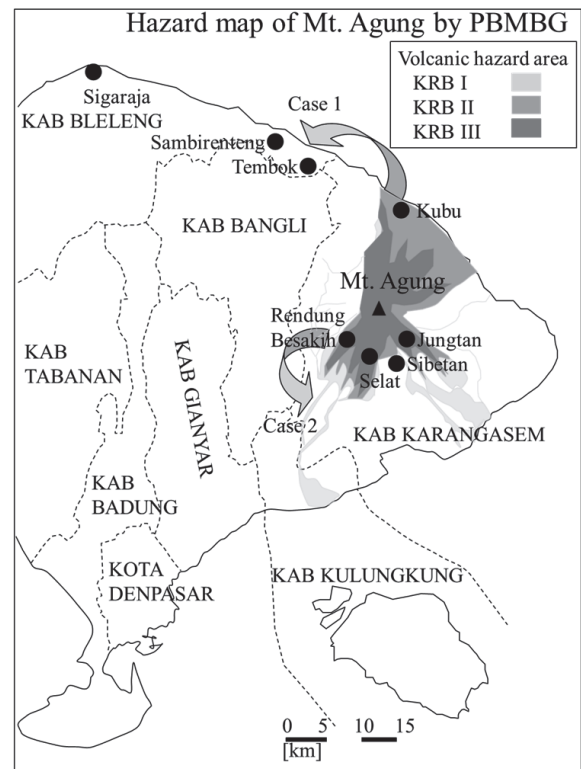 Hazard map of Mt. Agung by PBMBG
Volcanic hazard area
KRB I
KRB II
KRB III
Case 1
Sigaraja
KAB BLELENG
Sambirenteng
Tembok
Kubu
KAB BANGLI
Mt. Agung
Rendung
Besakih
Jungtan
Sibetan
Selat
KAB
TABANAN
KAB GIANYAR
Case 2
KAB KARANGASEM
KAB
BADUNG
KOTA
DENPASAR
KAB KULUNGKUNG
0 5 10 15
[km]